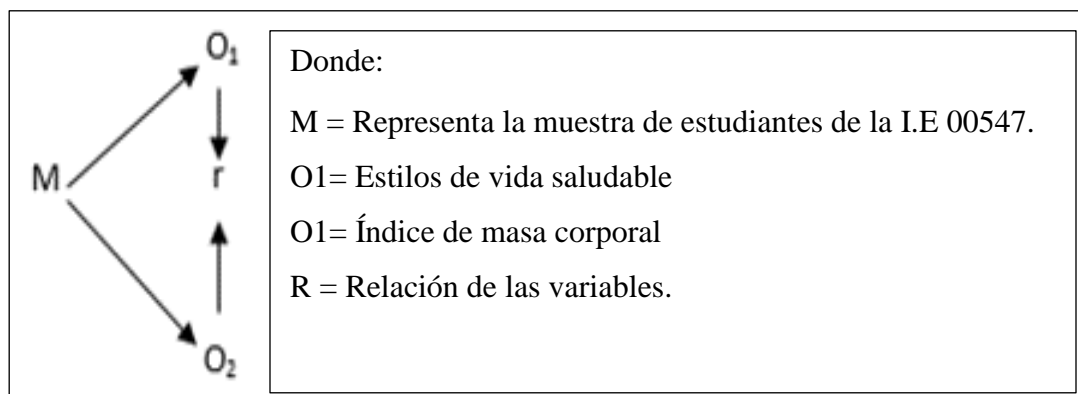 O₁
M
r
O₂
Donde:
M = Representa la muestra de estudiantes de la I.E 00547.
O1= Estilos de vida saludable
O1= Índice de masa corporal
R = Relación de las variables.